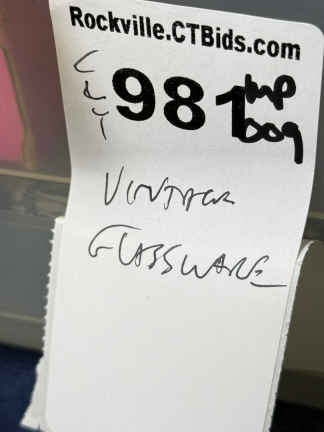 Rockville.CTBids.com
981
VINTAGE
GLASSWARE